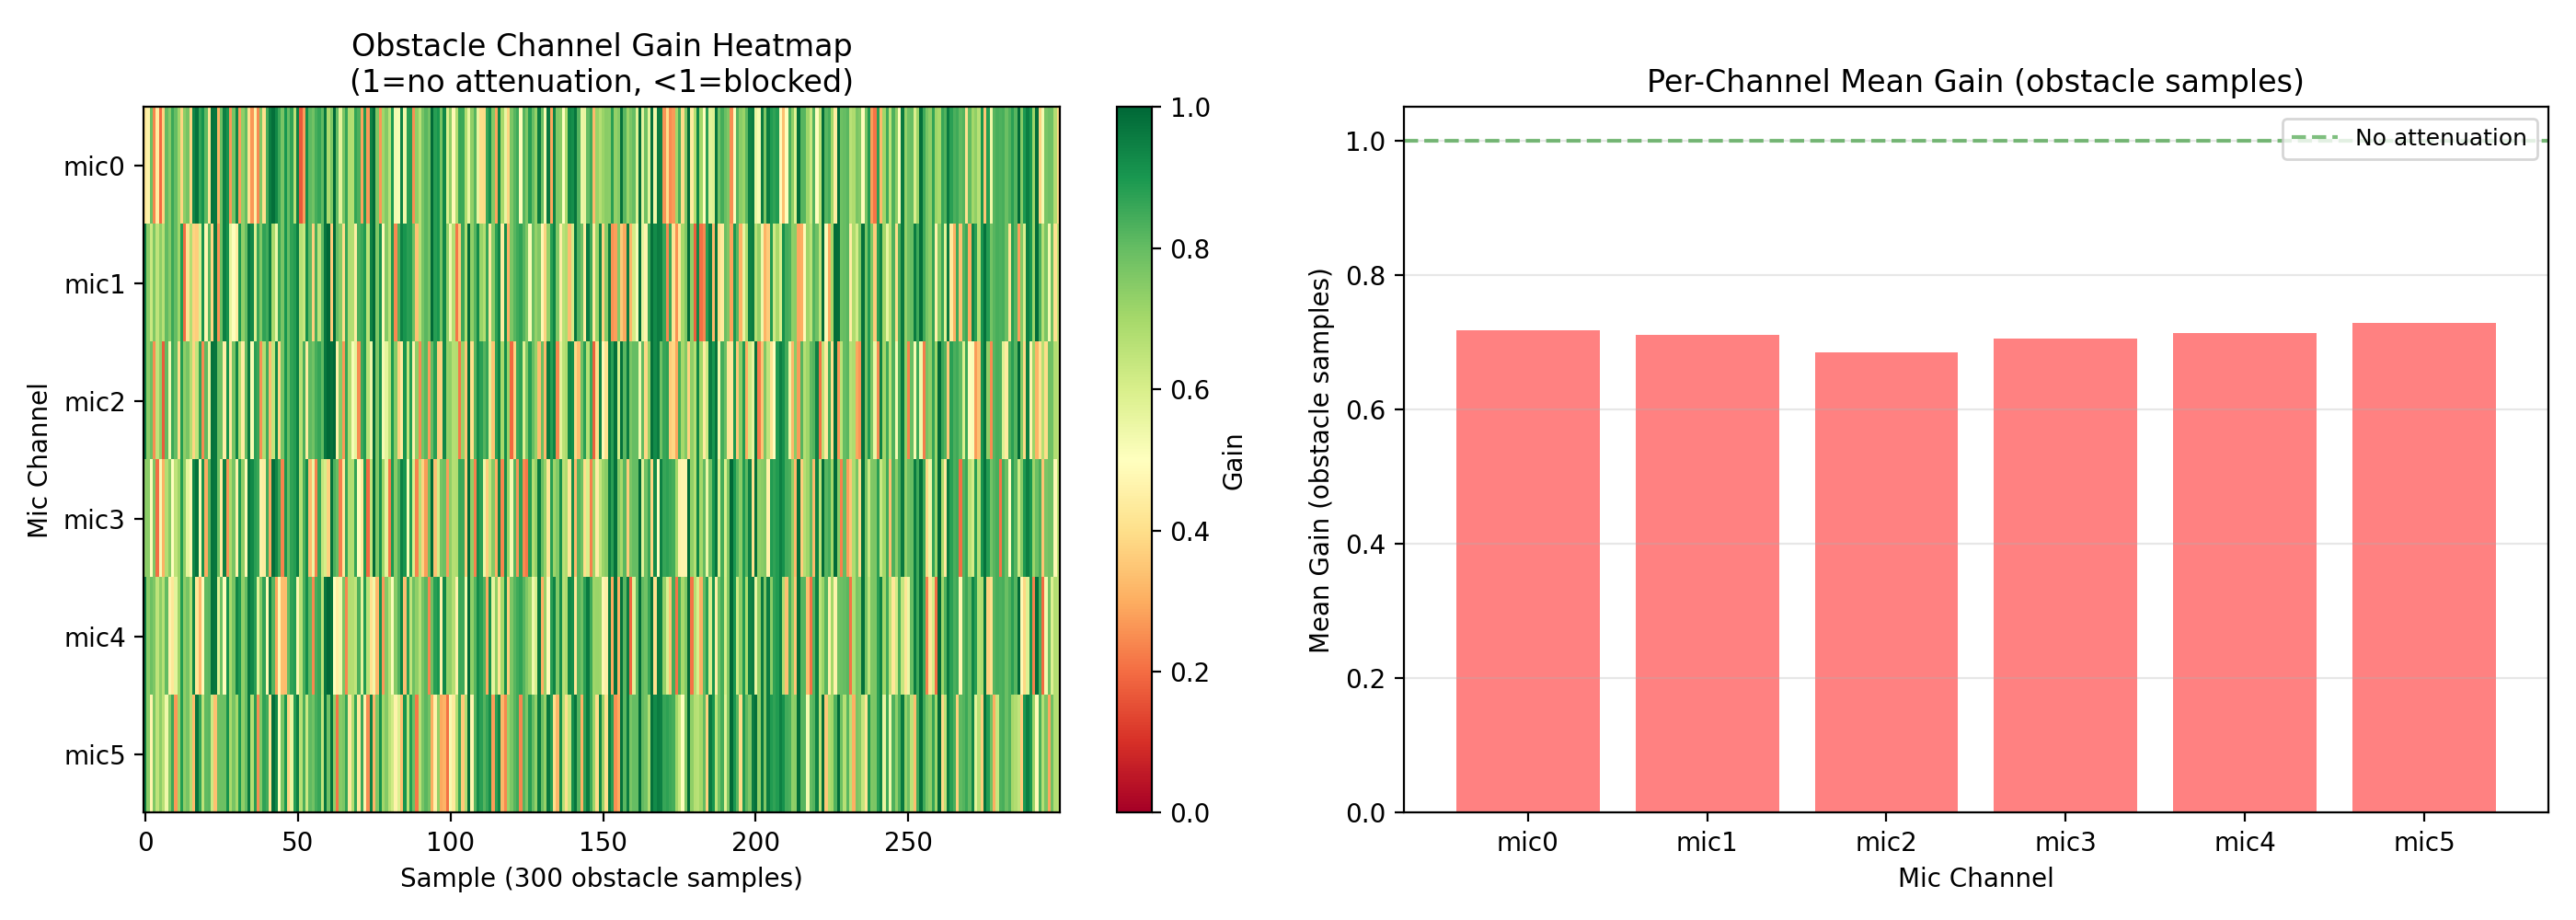 Obstacle Channel Gain Heatmap
(1=no attenuation, <1=blocked)
Mic Channel
mic0
mic1
mic2
mic3
mic4
mic5
0
50
100
150
200
250
Sample (300 obstacle samples)
1.0
0.8
0.6
0.4
0.2
0.0
Gain
Per-Channel Mean Gain (obstacle samples)
Mean Gain (obstacle samples)
1.0
0.8
0.6
0.4
0.2
0.0
No attenuation
mic0
mic1
mic2
mic3
mic4
mic5
Mic Channel